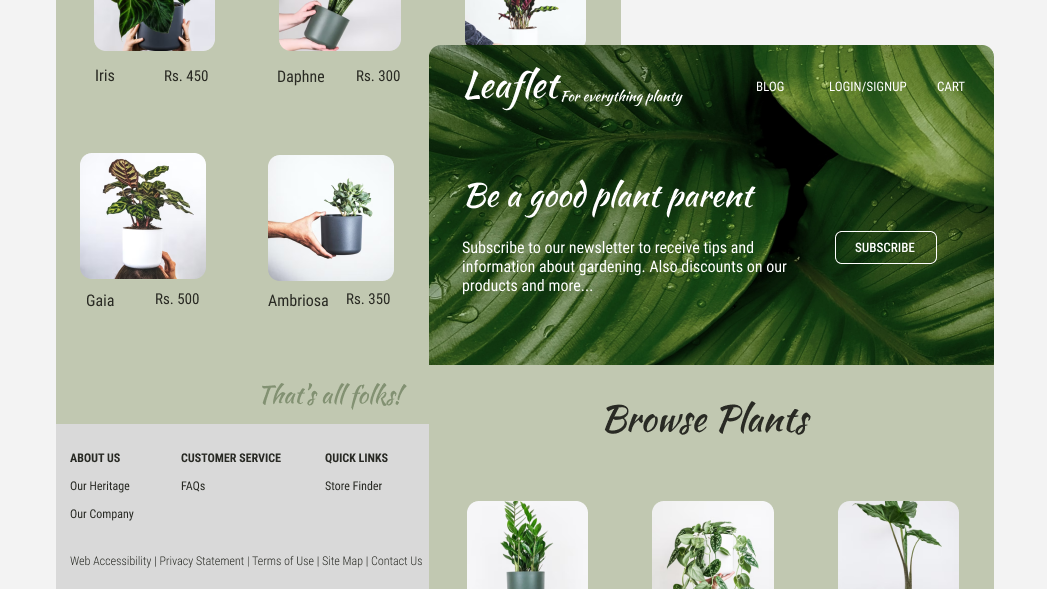 Iris
Rs. 450
Daphne
Rs. 300
Gaia
Rs. 500
Ambriosa
Rs. 350
That's all folks!
ABOUT US
Our Heritage
Our Company
CUSTOMER SERVICE
FAQs
QUICK LINKS
Store Finder
Web Accessibility | Privacy Statement | Terms of Use | Site Map | Contact Us
Leaflet For everything planty
BLOG
LOGIN/SIGNUP
CART
Be a good plant parent
Subscribe to our newsletter to receive tips and
information about gardening. Also discounts on our
products and more...
SUBSCRIBE
Browse Plants